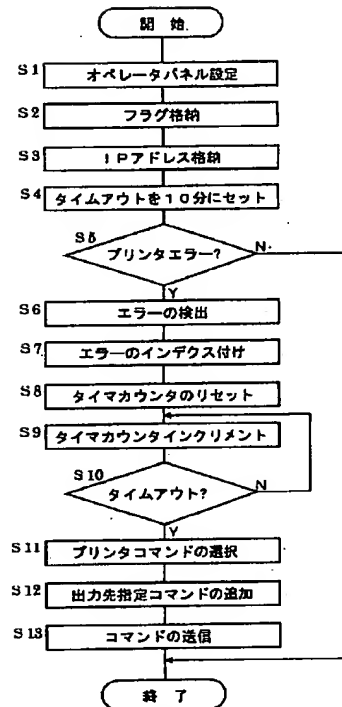 開 始
S1 オペレータパネル設定
S2 フラグ格納
S3 IPアドレス格納
S4 タイムアウトを10分にセット
S5 プリンタエラー? N
Y
S6 エラーの検出
S7 エラーのインデクス付け
S8 タイマカウンタのリセット
S9 タイマカウンタインクリメント
S10 タイムアウト? N
Y
S11 プリンタコマンドの選択
S12 出力先指定コマンドの追加
S13 コマンドの送信
終 了